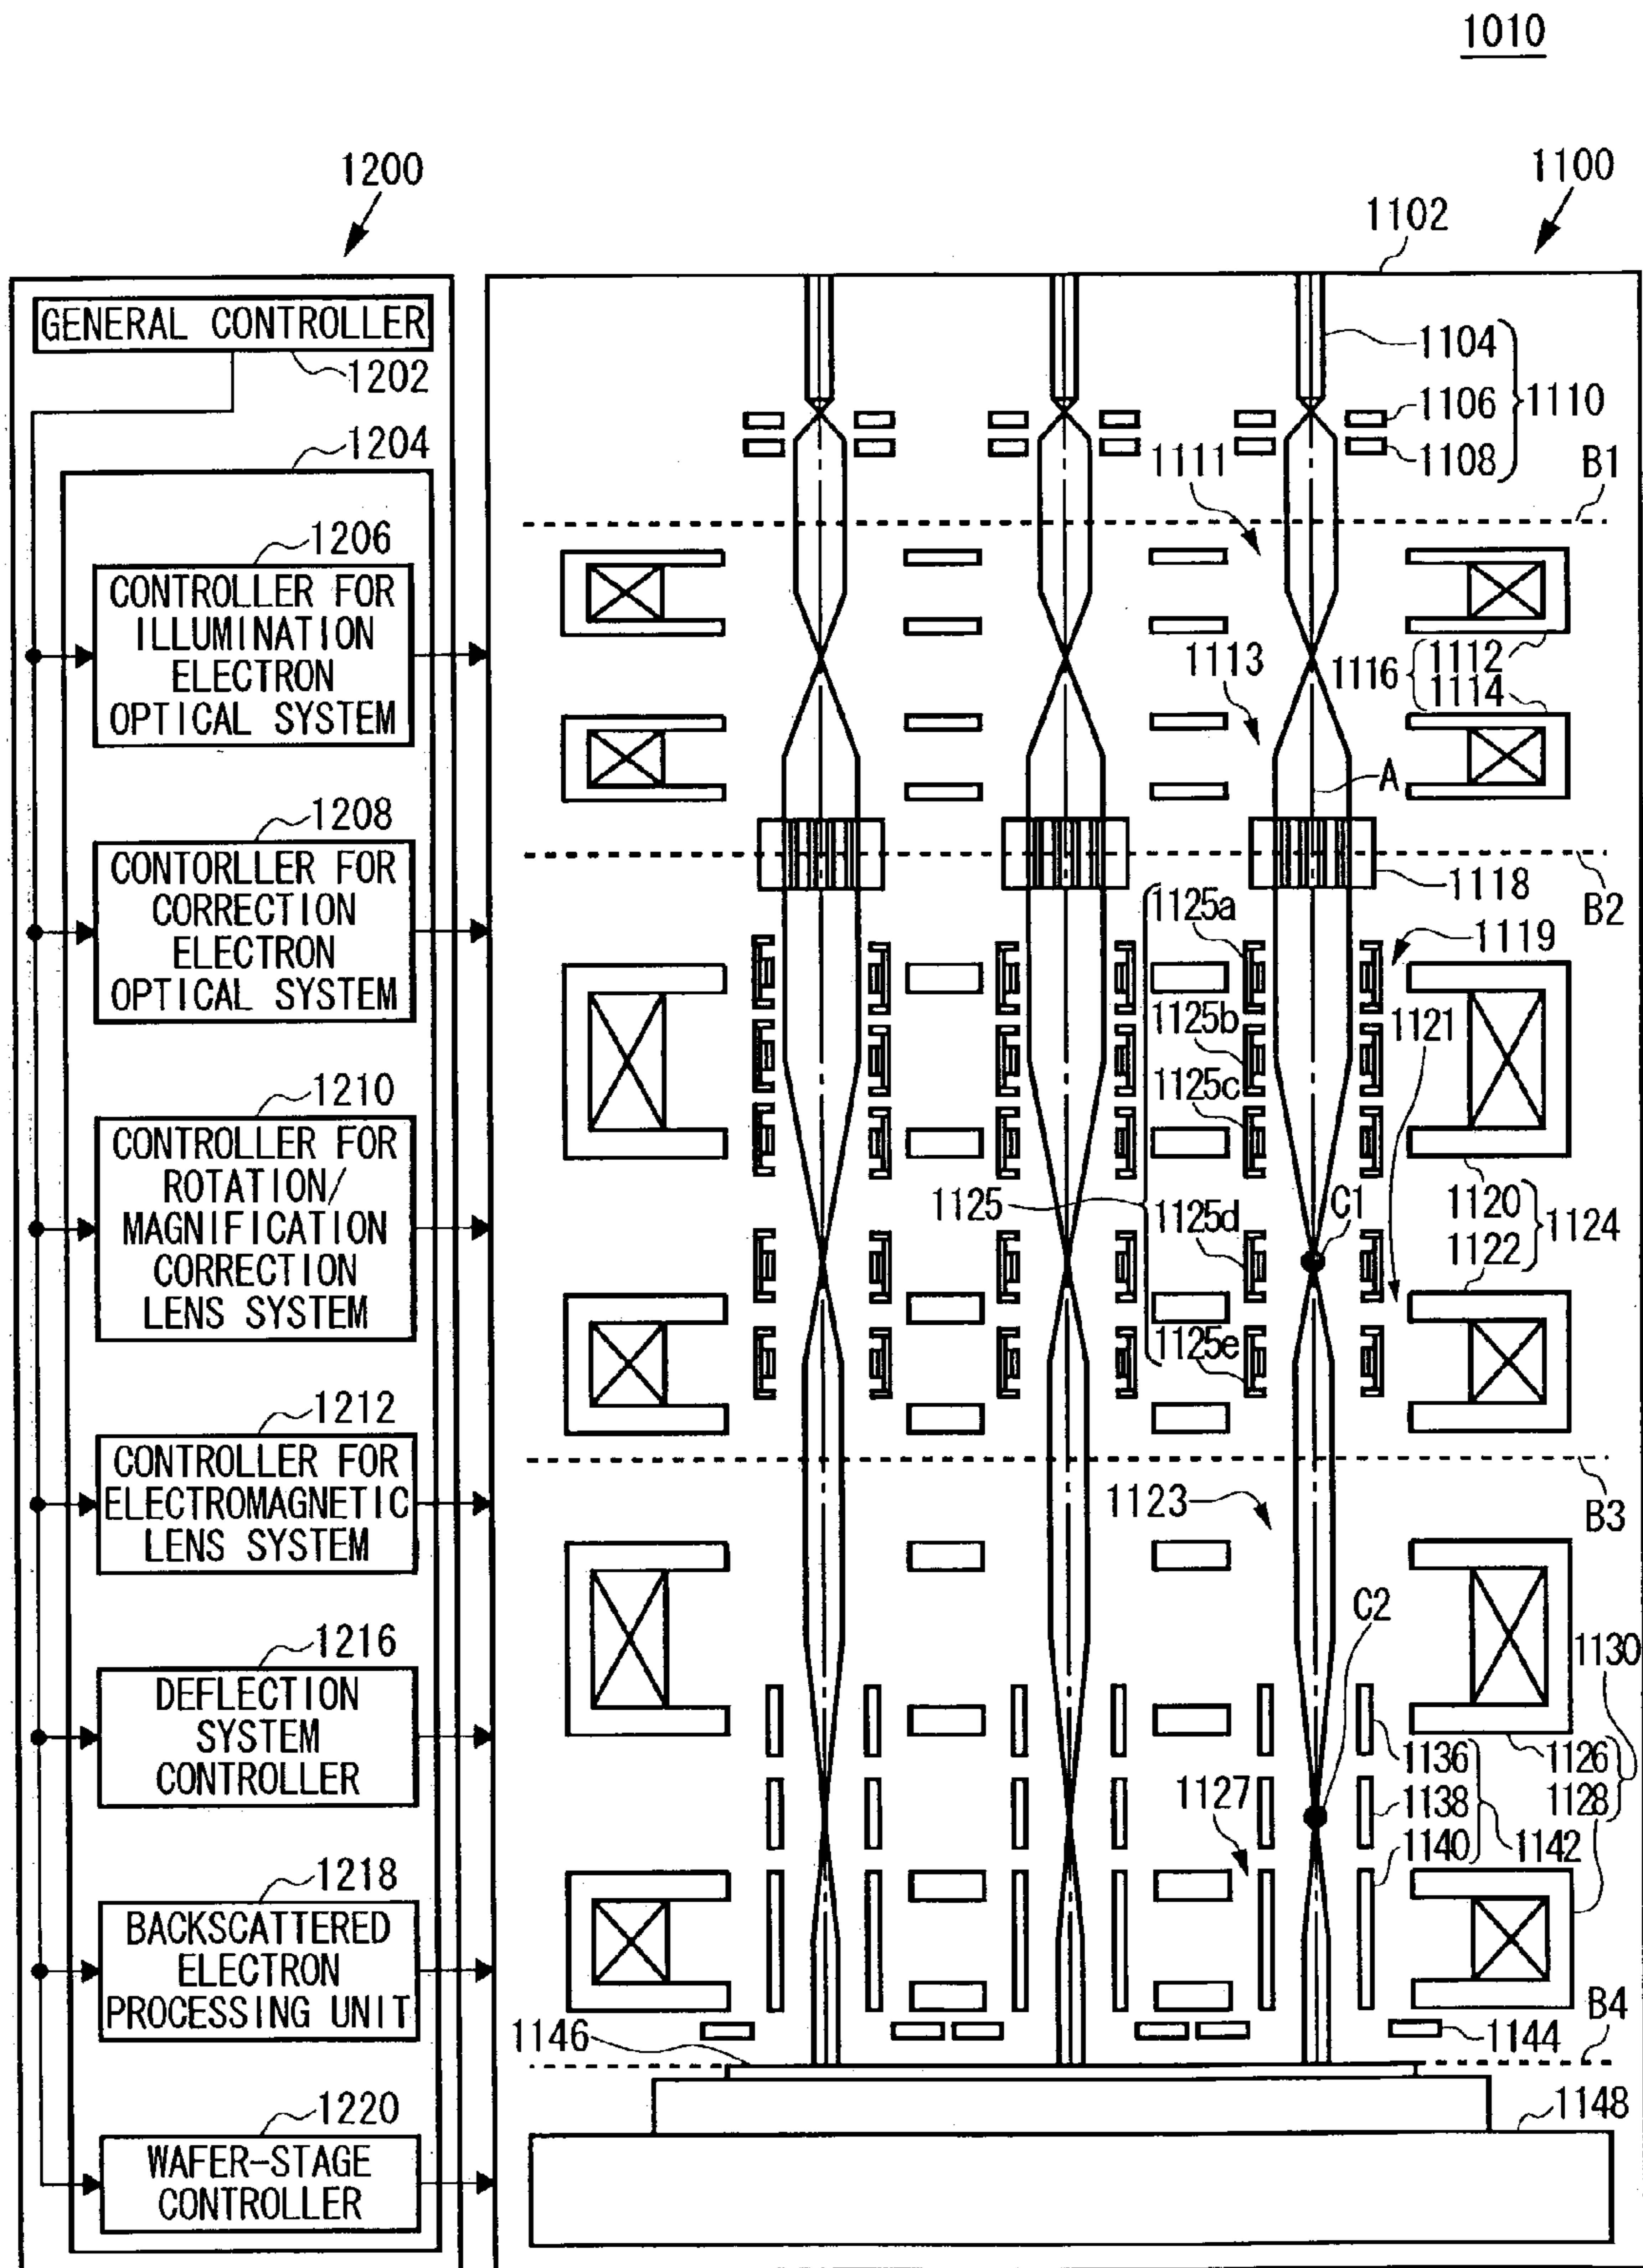 1010
1200
1100
1102
GENERAL CONTROLLER
1202
1204
1104
1106
1108
1110
1111
B1
1206
CONTROLLER FOR
ILLUMINATION
ELECTRON
OPTICAL SYSTEM
1113
1116
1112
1114
A
1208
CONTORLLER FOR
CORRECTION
ELECTRON
OPTICAL SYSTEM
1118
B2
1125a
1119
1125b
1121
1125c
1210
CONTROLLER FOR
ROTATION/
MAGNIFICATION
CORRECTION
LENS SYSTEM
1125
1125d
C1
1120
1122
1124
1125e
1212
CONTROLLER FOR
ELECTROMAGNETIC
LENS SYSTEM
1123
B3
C2
1216
DEFLECTION
SYSTEM
CONTROLLER
1130
1136
1126
1127
1138
1128
1140
1142
1218
BACKSCATTERED
ELECTRON
PROCESSING UNIT
B4
1146
1144
1220
WAFER-STAGE
CONTROLLER
1148